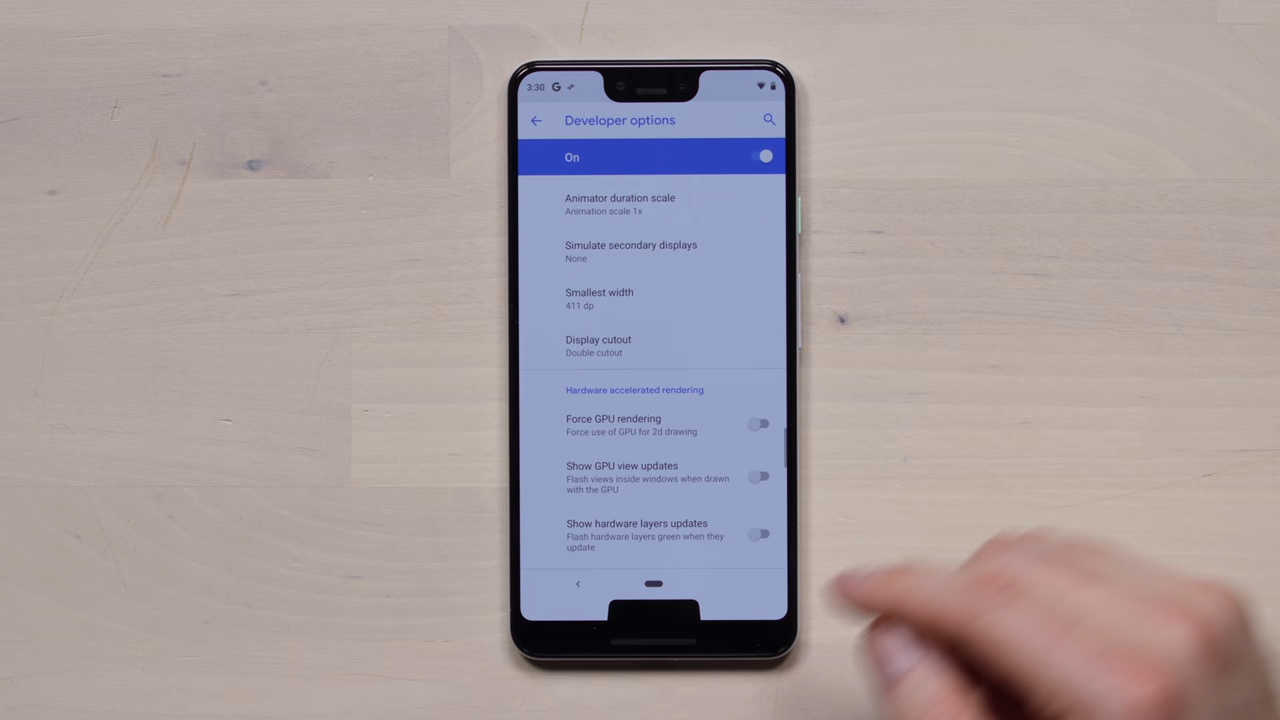 3:30 G
Developer options
On
Animator duration scale
Animation scale 1x
Simulate secondary displays
None
Smallest width
411 dp
Display cutout
Double cutout
Hardware accelerated rendering
Force GPU rendering
Force use of GPU for 2d drawing
Show GPU view updates
Flash views inside windows when drawn
with the GPU
Show hardware layers updates
Flash hardware layers green when they
update